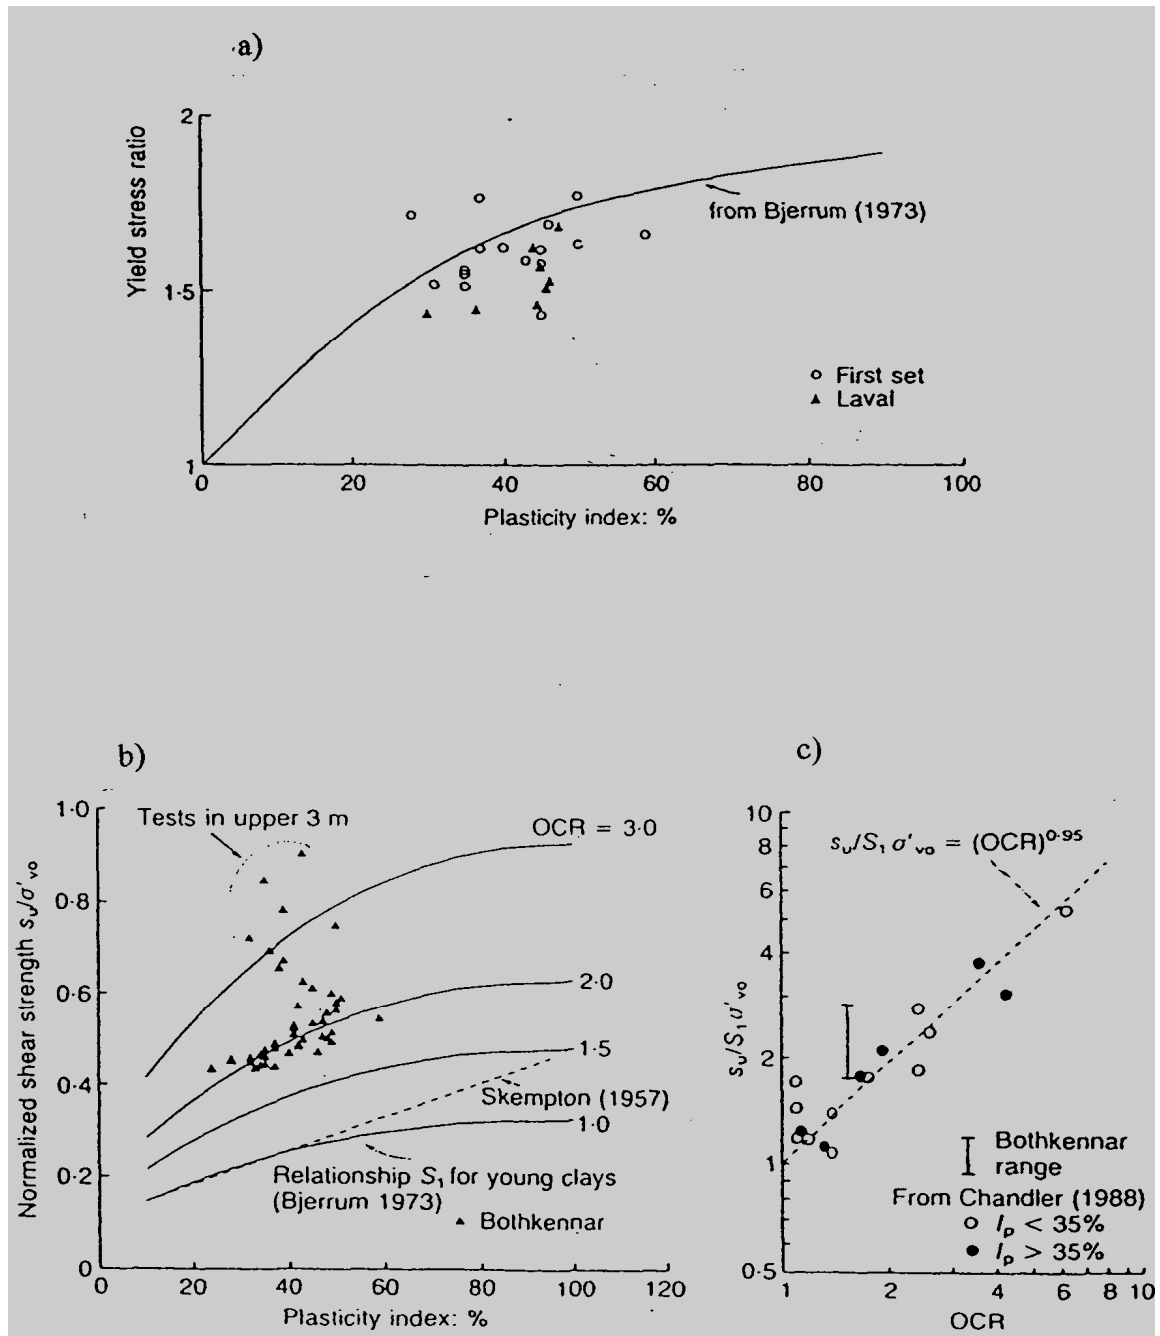 a)
2
1·5
1
Yield stress ratio
from Bjerrum (1973)
First set
Laval
0
20
40
60
80
100
Plasticity index: %
b)
1·0
0·8
0·6
0·4
0·2
0
Normalized shear strength sᵤ/σ′ᵥₒ
Tests in upper 3 m
OCR = 3·0
2·0
1·5
Skempton (1957)
1·0
Relationship S₁ for young clays
(Bjerrum 1973)
Bothkennar
0
20
40
60
80
100
120
Plasticity index: %
c)
10
8
6
4
2
1
0·5
sᵤ/S₁ σ′ᵥₒ
sᵤ/S₁ σ′ᵥₒ = (OCR)⁰·⁹⁵
Bothkennar
range
From Chandler (1988)
Iₚ < 35%
Iₚ > 35%
1
2
4
6
8
10
OCR